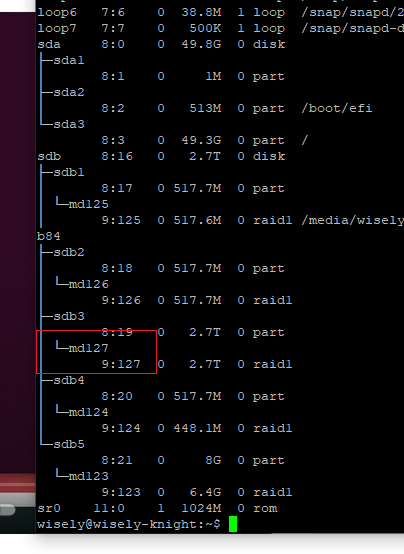 loop6    7:6    0  38.8M  1 loop  /snap/snapd/2
loop7    7:7    0   500K  1 loop  /snap/snapd-d
sda      8:0    0  49.8G  0 disk
├─sda1
         8:1    0     1M  0 part
├─sda2
         8:2    0   513M  0 part  /boot/efi
└─sda3
         8:3    0  49.3G  0 part  /
sdb      8:16   0   2.7T  0 disk
├─sdb1
│        8:17   0 517.7M  0 part
│ └─md125
│        9:125  0 517.6M  0 raid1 /media/wisely
b84
├─sdb2
│        8:18   0 517.7M  0 part
│ └─md126
│        9:126  0 517.7M  0 raid1
├─sdb3
│        8:19   0   2.7T  0 part
│ └─md127
│        9:127  0   2.7T  0 raid1
├─sdb4
│        8:20   0 517.7M  0 part
│ └─md124
│        9:124  0 448.1M  0 raid1
└─sdb5
         8:21   0     8G  0 part
  └─md123
         9:123  0   6.4G  0 raid1
sr0     11:0    1  1024M  0 rom
wisely@wisely-knight:~$